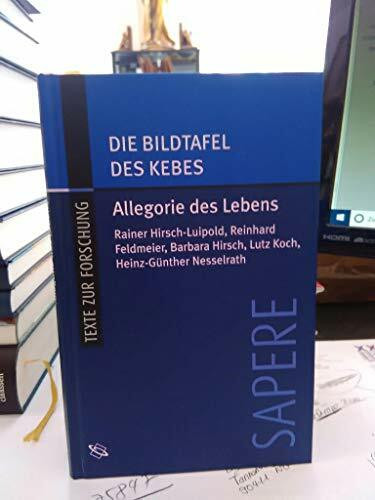 DIE BILDTAFEL
DES KEBES
Allegorie des Lebens
Rainer Hirsch-Luipold, Reinhard
Feldmeier, Barbara Hirsch, Lutz Koch,
Heinz-Günther Nesselrath
TEXTE ZUR FORSCHUNG
SAPERE
HDMI